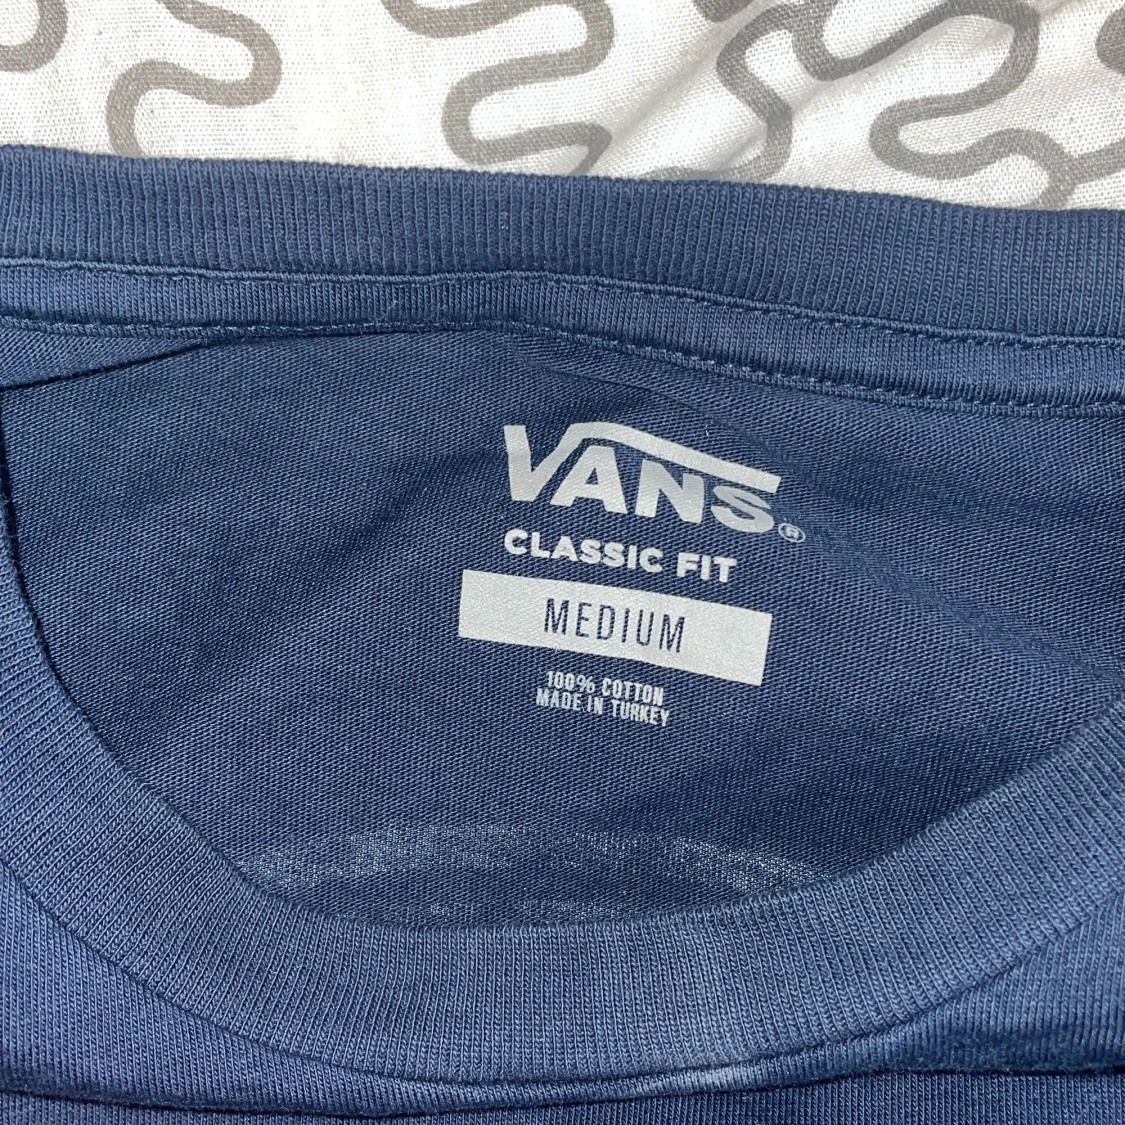 VANS®
CLASSIC FIT
MEDIUM
100% COTTON
MADE IN TURKEY